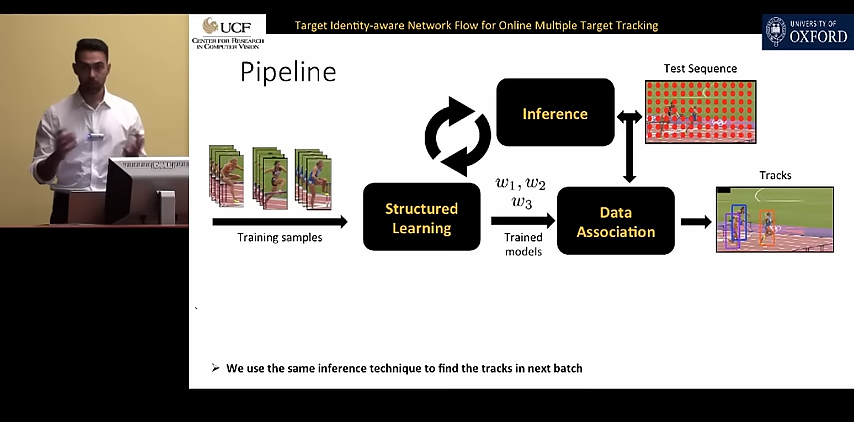 UCF
CENTER FOR RESEARCH
IN COMPUTER VISION
Target Identity-aware Network Flow for Online Multiple Target Tracking
UNIVERSITY OF
OXFORD
Pipeline
Test Sequence
Inference
Training samples
Structured
Learning
w₁, w₂
w₃
Trained
models
Data
Association
Tracks
➢ We use the same inference technique to find the tracks in next batch